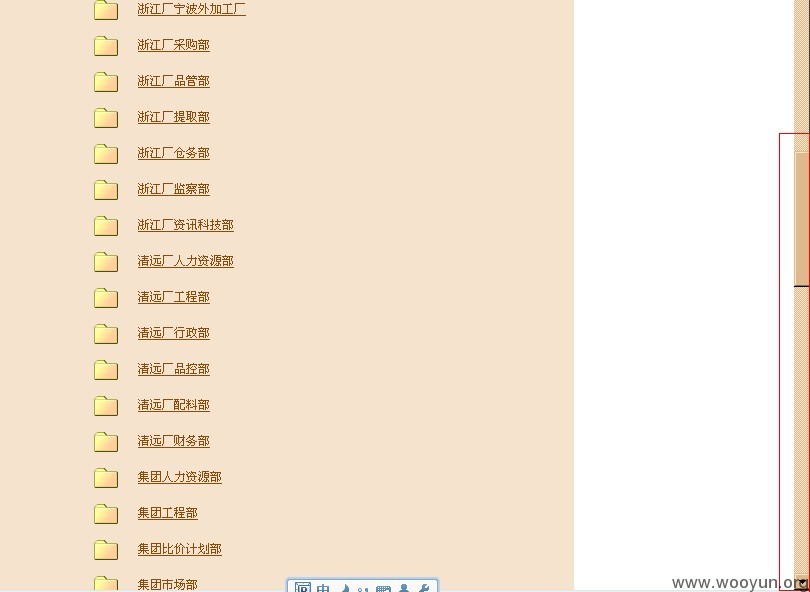 浙江厂宁波外加工厂
浙江厂采购部
浙江厂品管部
浙江厂提取部
浙江厂仓务部
浙江厂监察部
浙江厂资讯科技部
清远厂人力资源部
清远厂工程部
清远厂行政部
清远厂品控部
清远厂配料部
清远厂财务部
集团人力资源部
集团工程部
集团比价计划部
集团市场部
中
www.wooyun.org